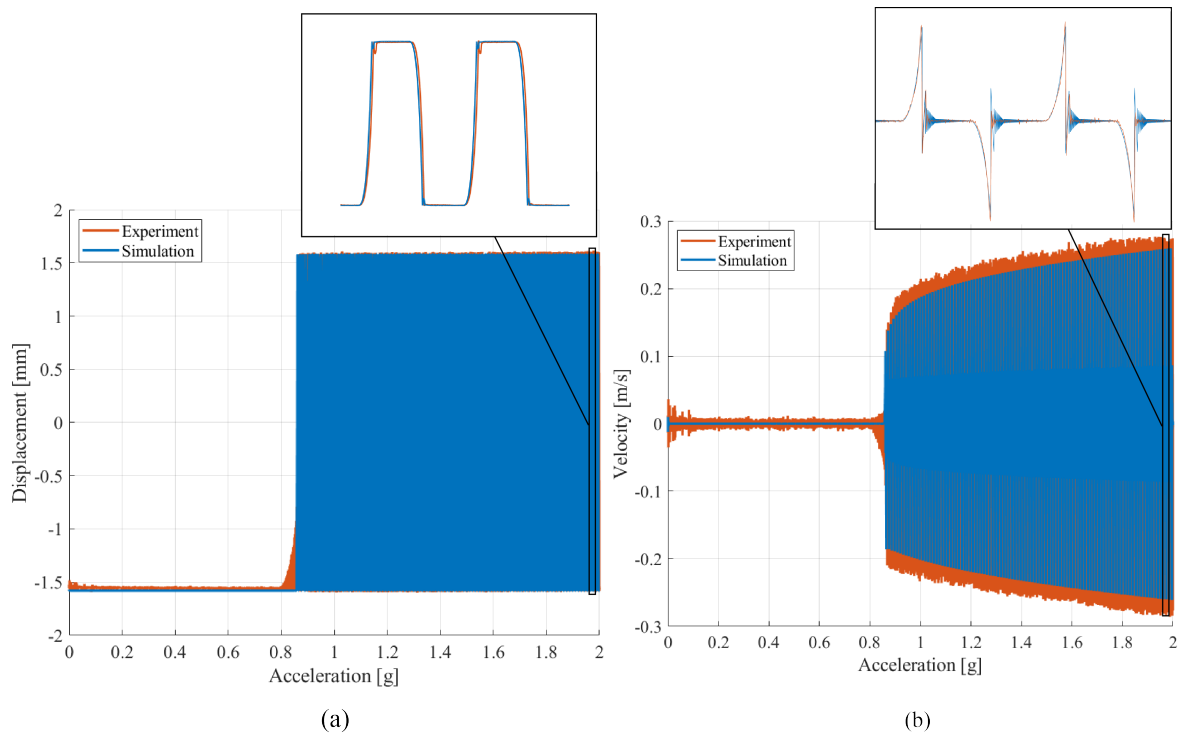 Experiment
Simulation
2
1.5
1
0.5
0
-0.5
-1
-1.5
-2
Displacement [mm]
0 0.2 0.4 0.6 0.8 1 1.2 1.4 1.6 1.8 2
Acceleration [g]
(a)
Experiment
Simulation
0.3
0.2
0.1
0
-0.1
-0.2
-0.3
Velocity [m/s]
0 0.2 0.4 0.6 0.8 1 1.2 1.4 1.6 1.8 2
Acceleration [g]
(b)